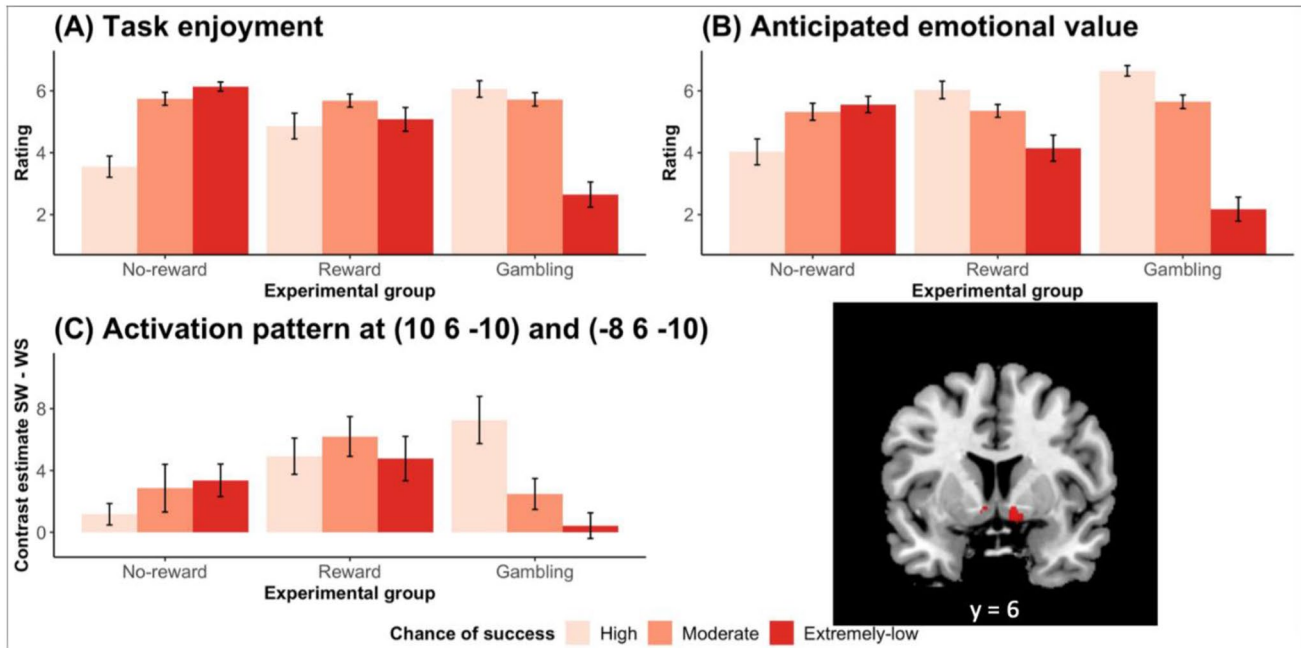 (A) Task enjoyment
Rating
6
4
2
No-reward
Reward
Gambling
Experimental group
(B) Anticipated emotional value
Rating
6
4
2
No-reward
Reward
Gambling
Experimental group
(C) Activation pattern at (10 6 -10) and (-8 6 -10)
Contrast estimate SW - WS
8
4
0
No-reward
Reward
Gambling
Experimental group
y = 6
Chance of success High Moderate Extremely-low